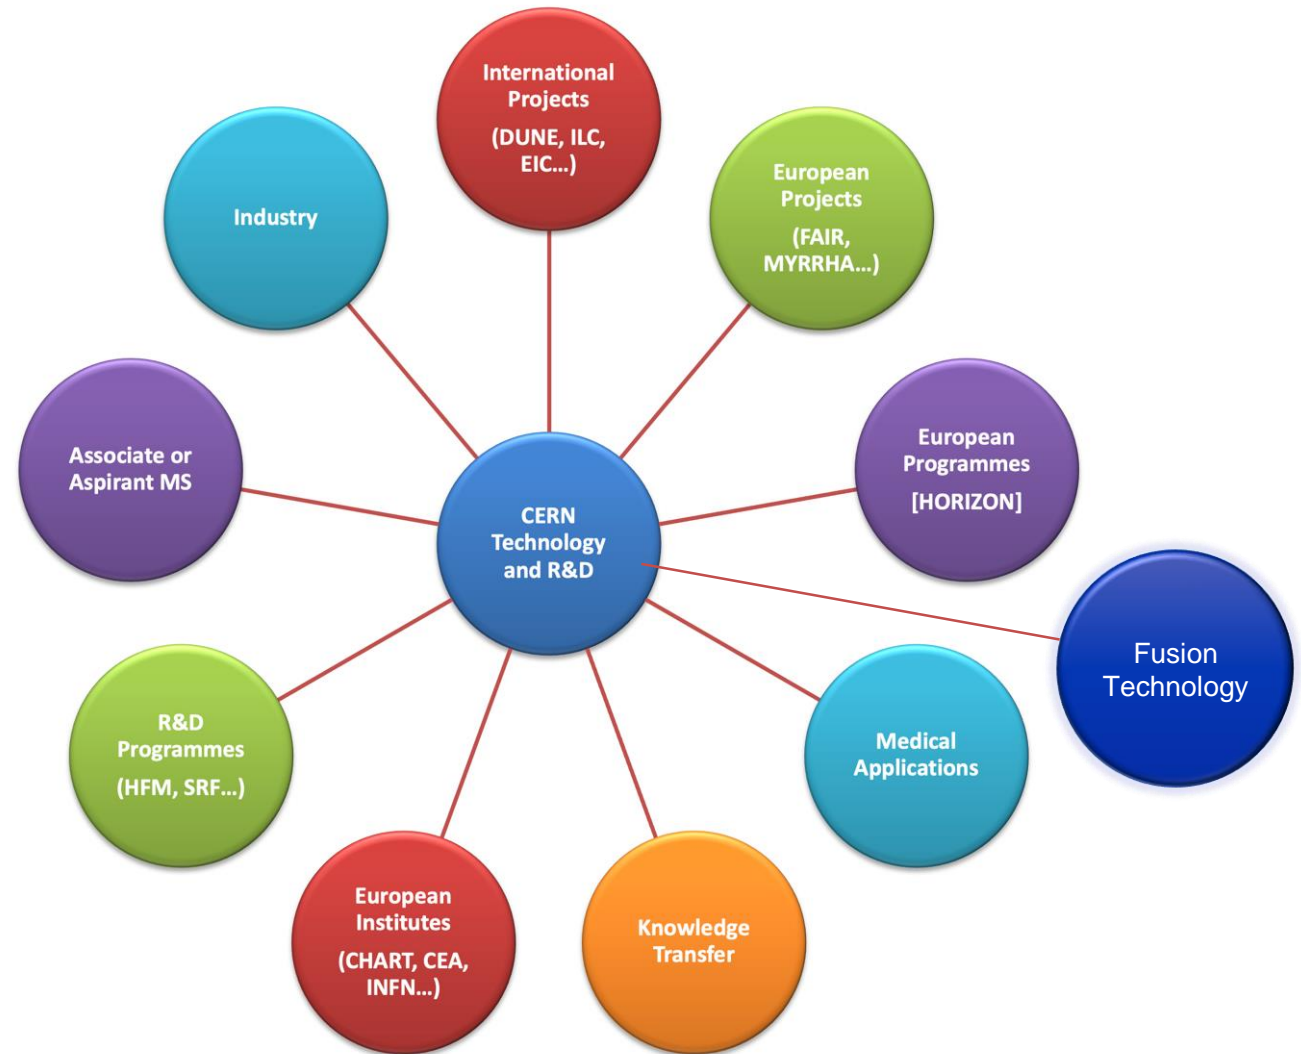 International
Projects
(DUNE, ILC,
EIC...)
European
Projects
(FAIR,
MYRRHA...)
Industry
European
Programmes
[HORIZON]
Associate or
Aspirant MS
CERN
Technology
and R&D
Fusion
Technology
R&D
Programmes
(HFM, SRF...)
Medical
Applications
European
Institutes
(CHART, CEA,
INFN...)
Knowledge
Transfer